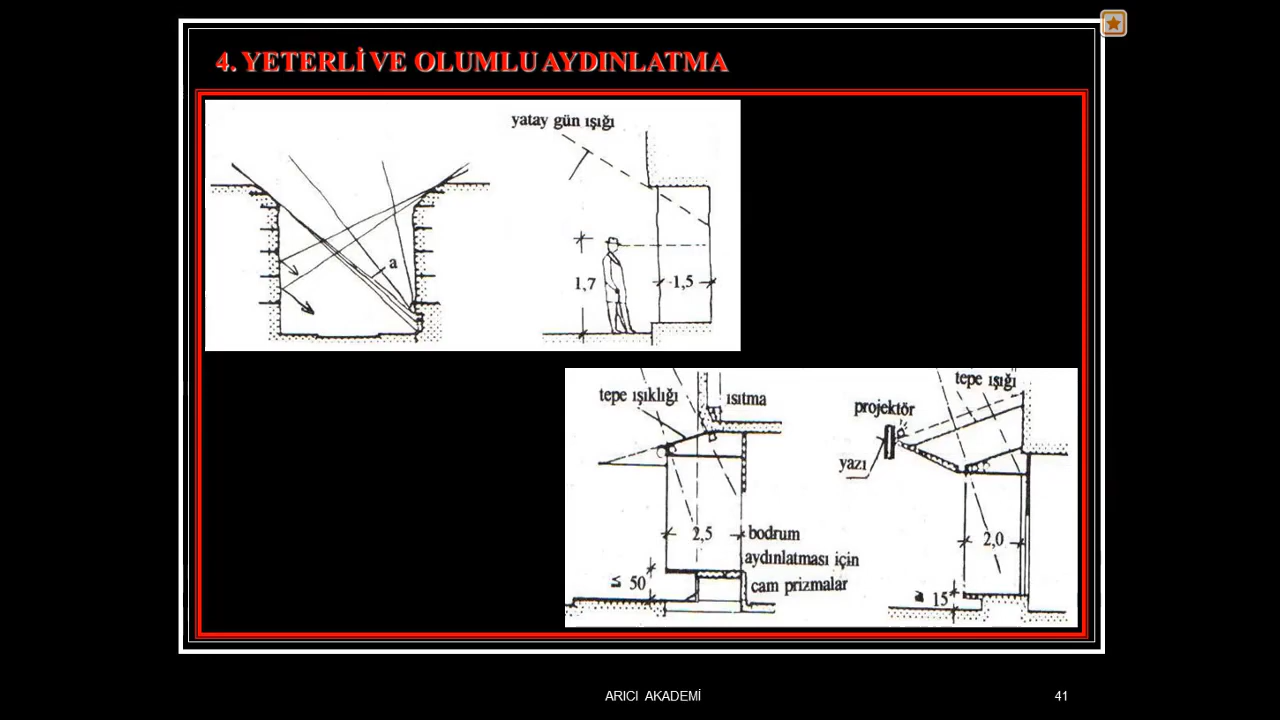 4. YETERLİ VE OLUMLU AYDINLATMA
yatay gün ışığı
a
1,7
1,5
tepe ışıklığı
ısıtma
2,5
bodrum
aydınlatması için
cam prizmalar
≤ 50
tepe ışığı
projektör
yazı
2,0
15
ARICI AKADEMİ
41